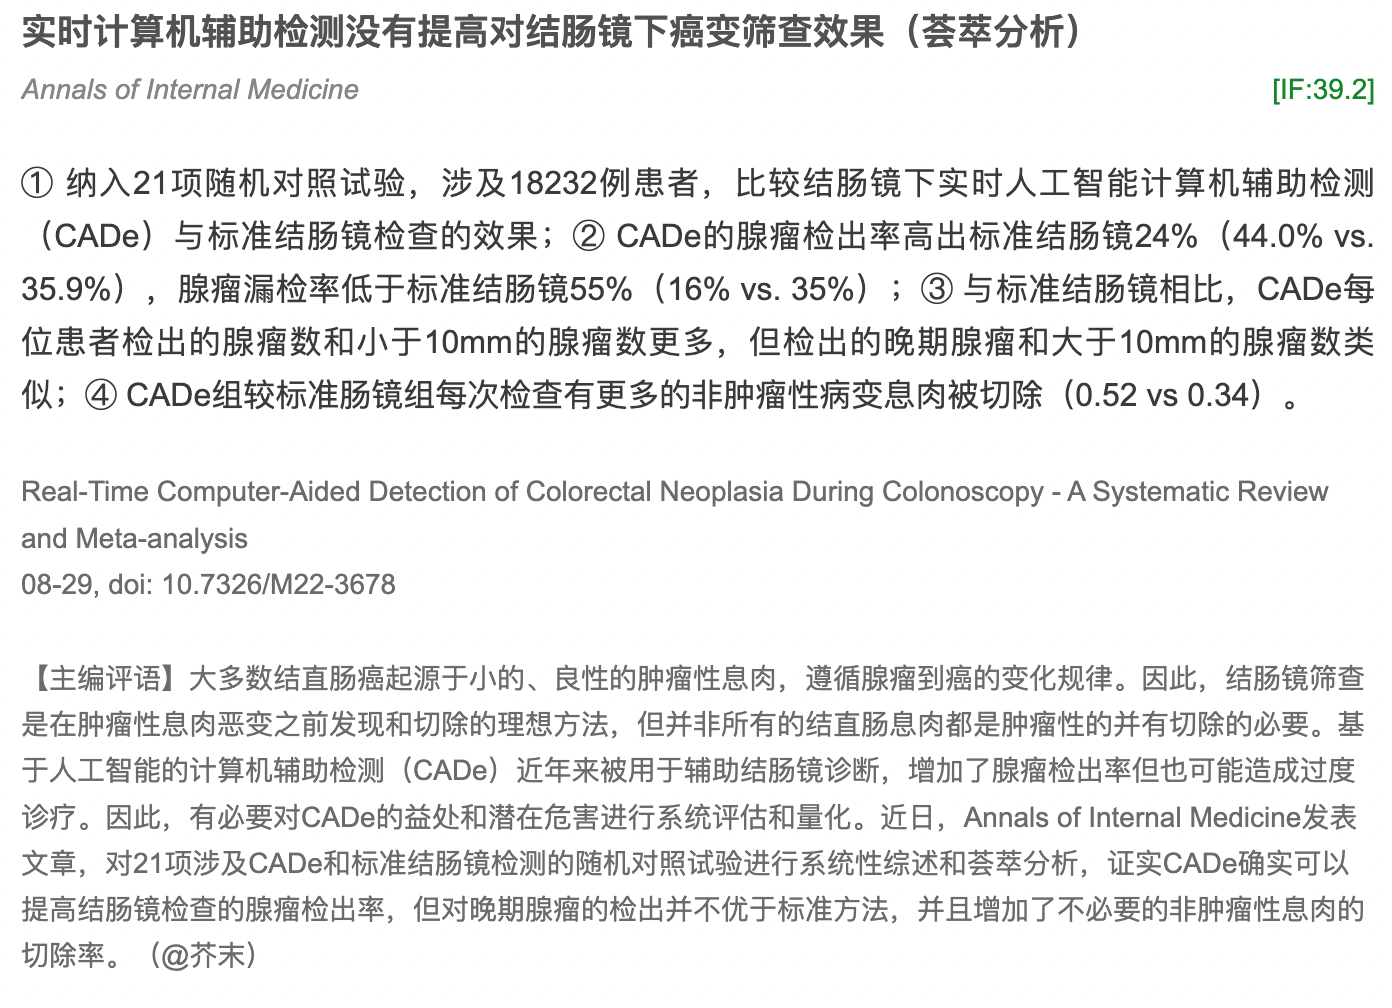 实时计算机辅助检测没有提高对结肠镜下癌变筛查效果（荟萃分析）
Annals of Internal Medicine [IF:39.2]
① 纳入21项随机对照试验，涉及18232例患者，比较结肠镜下实时人工智能计算机辅助检测
（CADe）与标准结肠镜检查的效果；② CADe的腺瘤检出率高出标准结肠镜24%（44.0% vs.
35.9%），腺瘤漏检率低于标准结肠镜55%（16% vs. 35%）；③ 与标准结肠镜相比，CADe每
位患者检出的腺瘤数和小于10mm的腺瘤数更多，但检出的晚期腺瘤和大于10mm的腺瘤数类
似；④ CADe组较标准肠镜组每次检查有更多的非肿瘤性病变息肉被切除（0.52 vs 0.34）。
Real-Time Computer-Aided Detection of Colorectal Neoplasia During Colonoscopy - A Systematic Review
and Meta-analysis
08-29, doi: 10.7326/M22-3678
【主编评语】大多数结直肠癌起源于小的、良性的肿瘤性息肉，遵循腺瘤到癌的变化规律。因此，结肠镜筛查
是在肿瘤性息肉恶变之前发现和切除的理想方法，但并非所有的结直肠息肉都是肿瘤性的并有切除的必要。基
于人工智能的计算机辅助检测（CADe）近年来被用于辅助结肠镜诊断，增加了腺瘤检出率但也可能造成过度
诊疗。因此，有必要对CADe的益处和潜在危害进行系统评估和量化。近日，Annals of Internal Medicine发表
文章，对21项涉及CADe和标准结肠镜检测的随机对照试验进行系统性综述和荟萃分析，证实CADe确实可以
提高结肠镜检查的腺瘤检出率，但对晚期腺瘤的检出并不优于标准方法，并且增加了不必要的非肿瘤性息肉的
切除率。（@芥末）